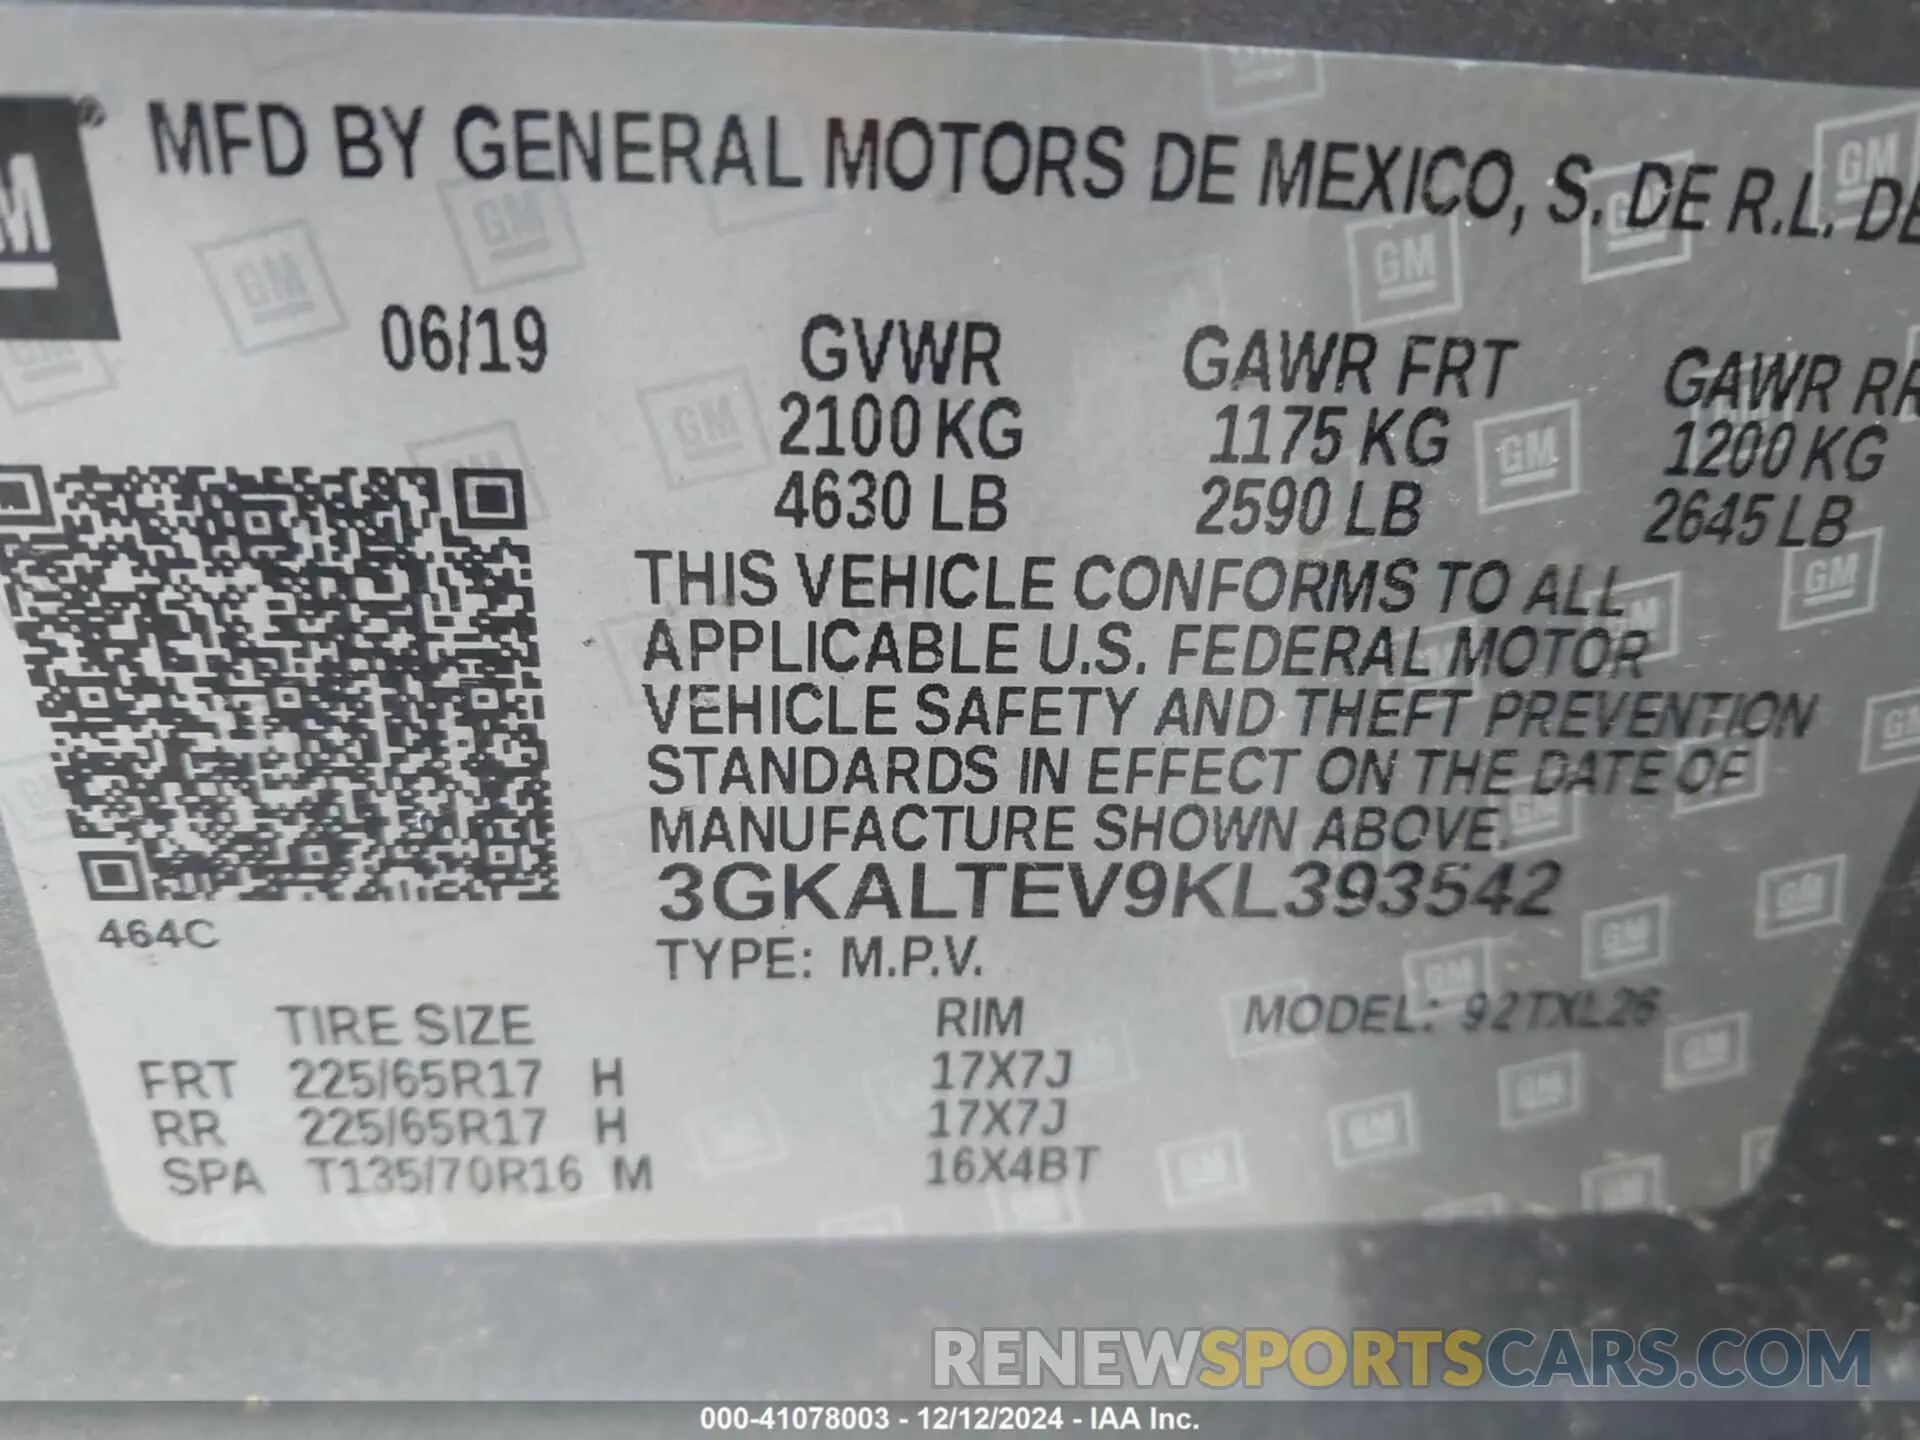 GM ® MFD BY GENERAL MOTORS DE MEXICO, S. DE R.L. DE
06/19 GVWR GAWR FRT GAWR RR
2100 KG 1175 KG 1200 KG
4630 LB 2590 LB 2645 LB
THIS VEHICLE CONFORMS TO ALL
APPLICABLE U.S. FEDERAL MOTOR
VEHICLE SAFETY AND THEFT PREVENTION
STANDARDS IN EFFECT ON THE DATE OF
MANUFACTURE SHOWN ABOVE.
3GKALTEV9KL393542
464C
TYPE: M.P.V.
TIRE SIZE RIM MODEL: 92TXL26
FRT 225/65R17 H 17X7J
RR 225/65R17 H 17X7J
SPA T135/70R16 M 16X4BT
RENEWSPORTSCARS.COM
000-41078003 - 12/12/2024 - IAA Inc.